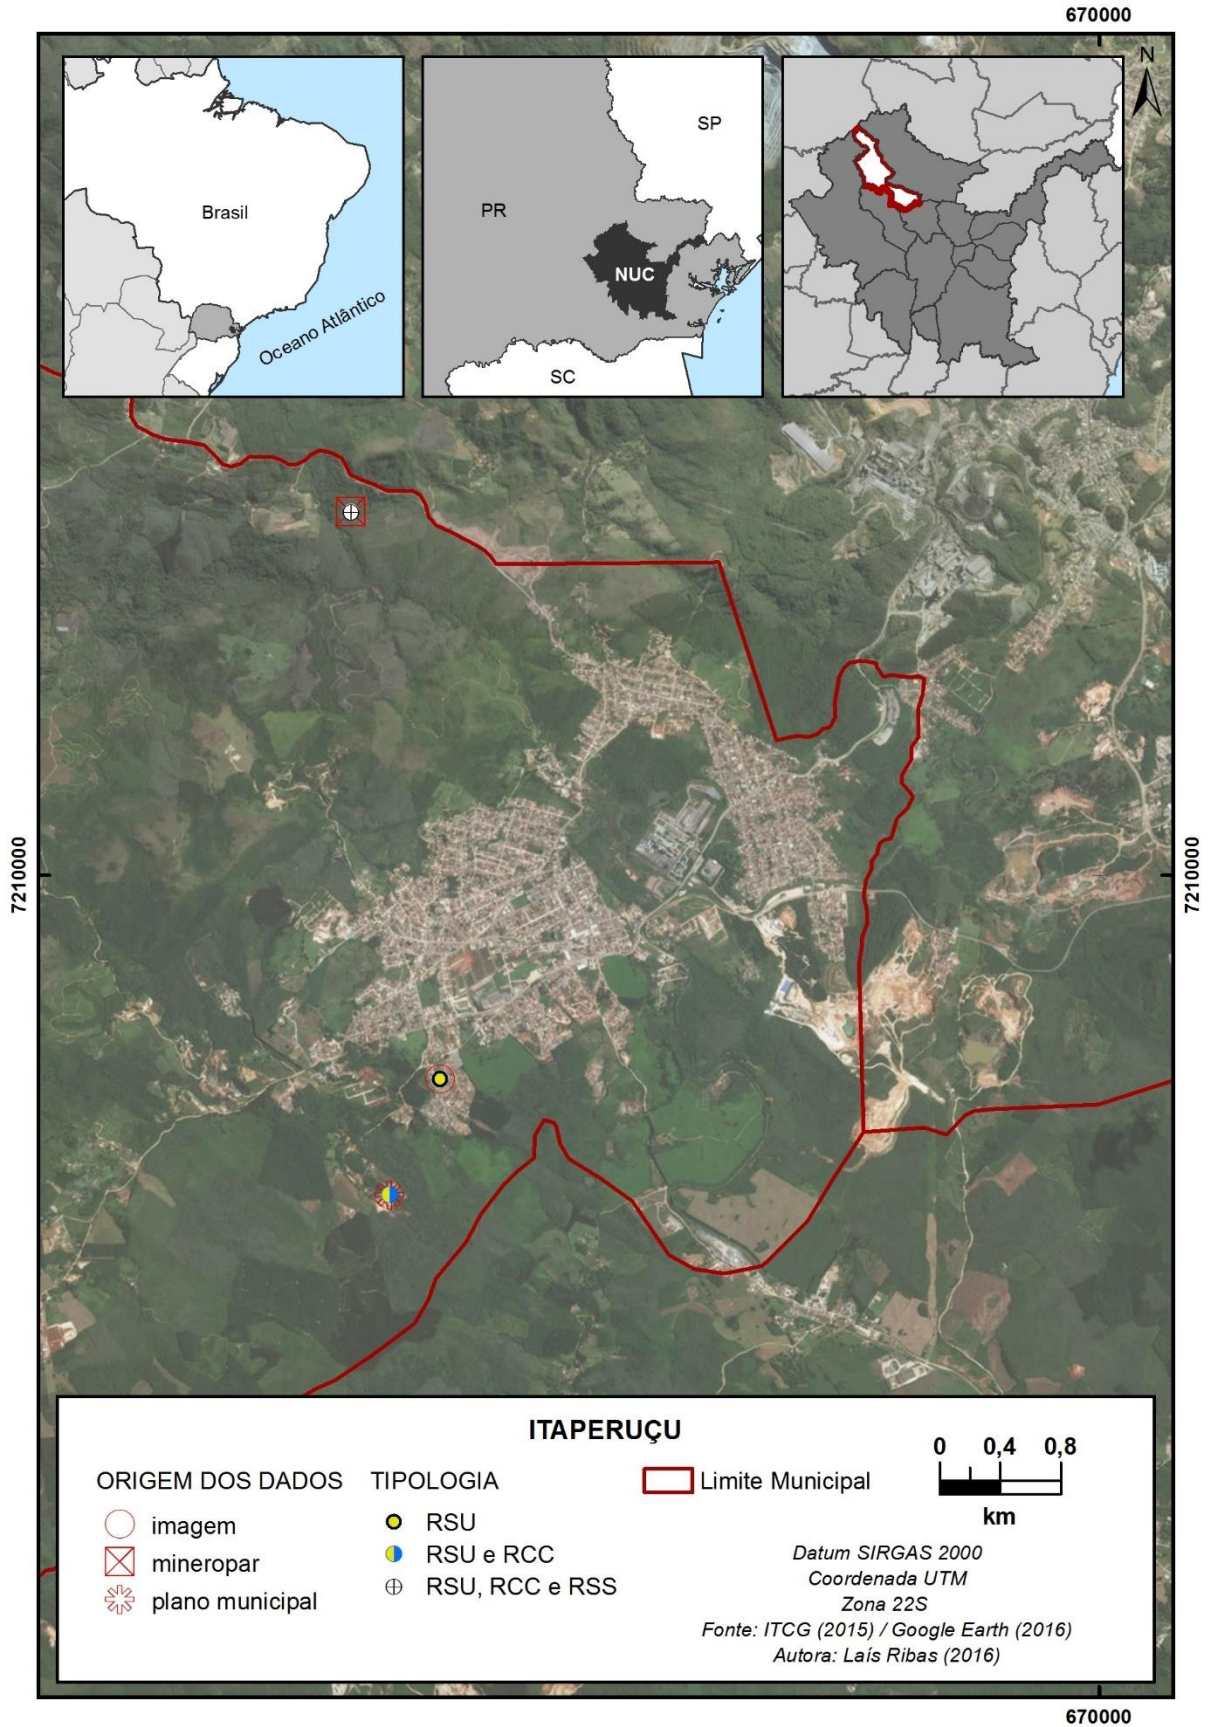 670000
N
Brasil
Oceano Atlântico
PR
SP
NUC
SC
7210000
7210000
ITAPERUÇU
ORIGEM DOS DADOS
imagem
mineropar
plano municipal
TIPOLOGIA
RSU
RSU e RCC
RSU, RCC e RSS
Limite Municipal
0 0,4 0,8
km
Datum SIRGAS 2000
Coordenada UTM
Zona 22S
Fonte: ITCG (2015) / Google Earth (2016)
Autora: Laís Ribas (2016)
670000